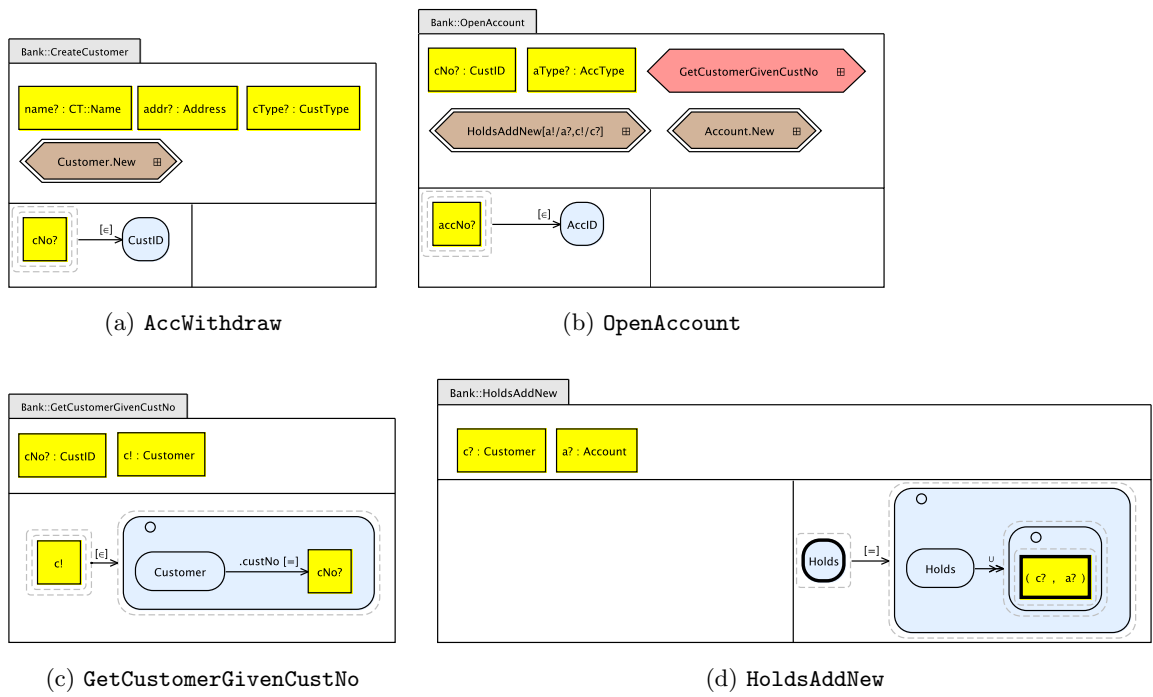 Bank::CreateCustomer
name? : CT::Name
addr? : Address
cType? : CustType
Customer.New
cNo?
[∈]
CustID
(a) AccWithdraw
Bank::OpenAccount
cNo? : CustID
aType? : AccType
GetCustomerGivenCustNo
HoldsAddNew[a!/a?,c!/c?]
Account.New
accNo?
[∈]
AccID
(b) OpenAccount
Bank::GetCustomerGivenCustNo
cNo? : CustID
c! : Customer
c!
[∈]
Customer
.custNo [=]
cNo?
(c) GetCustomerGivenCustNo
Bank::HoldsAddNew
c? : Customer
a? : Account
Holds
[=]
Holds
∪
( c? , a? )
(d) HoldsAddNew